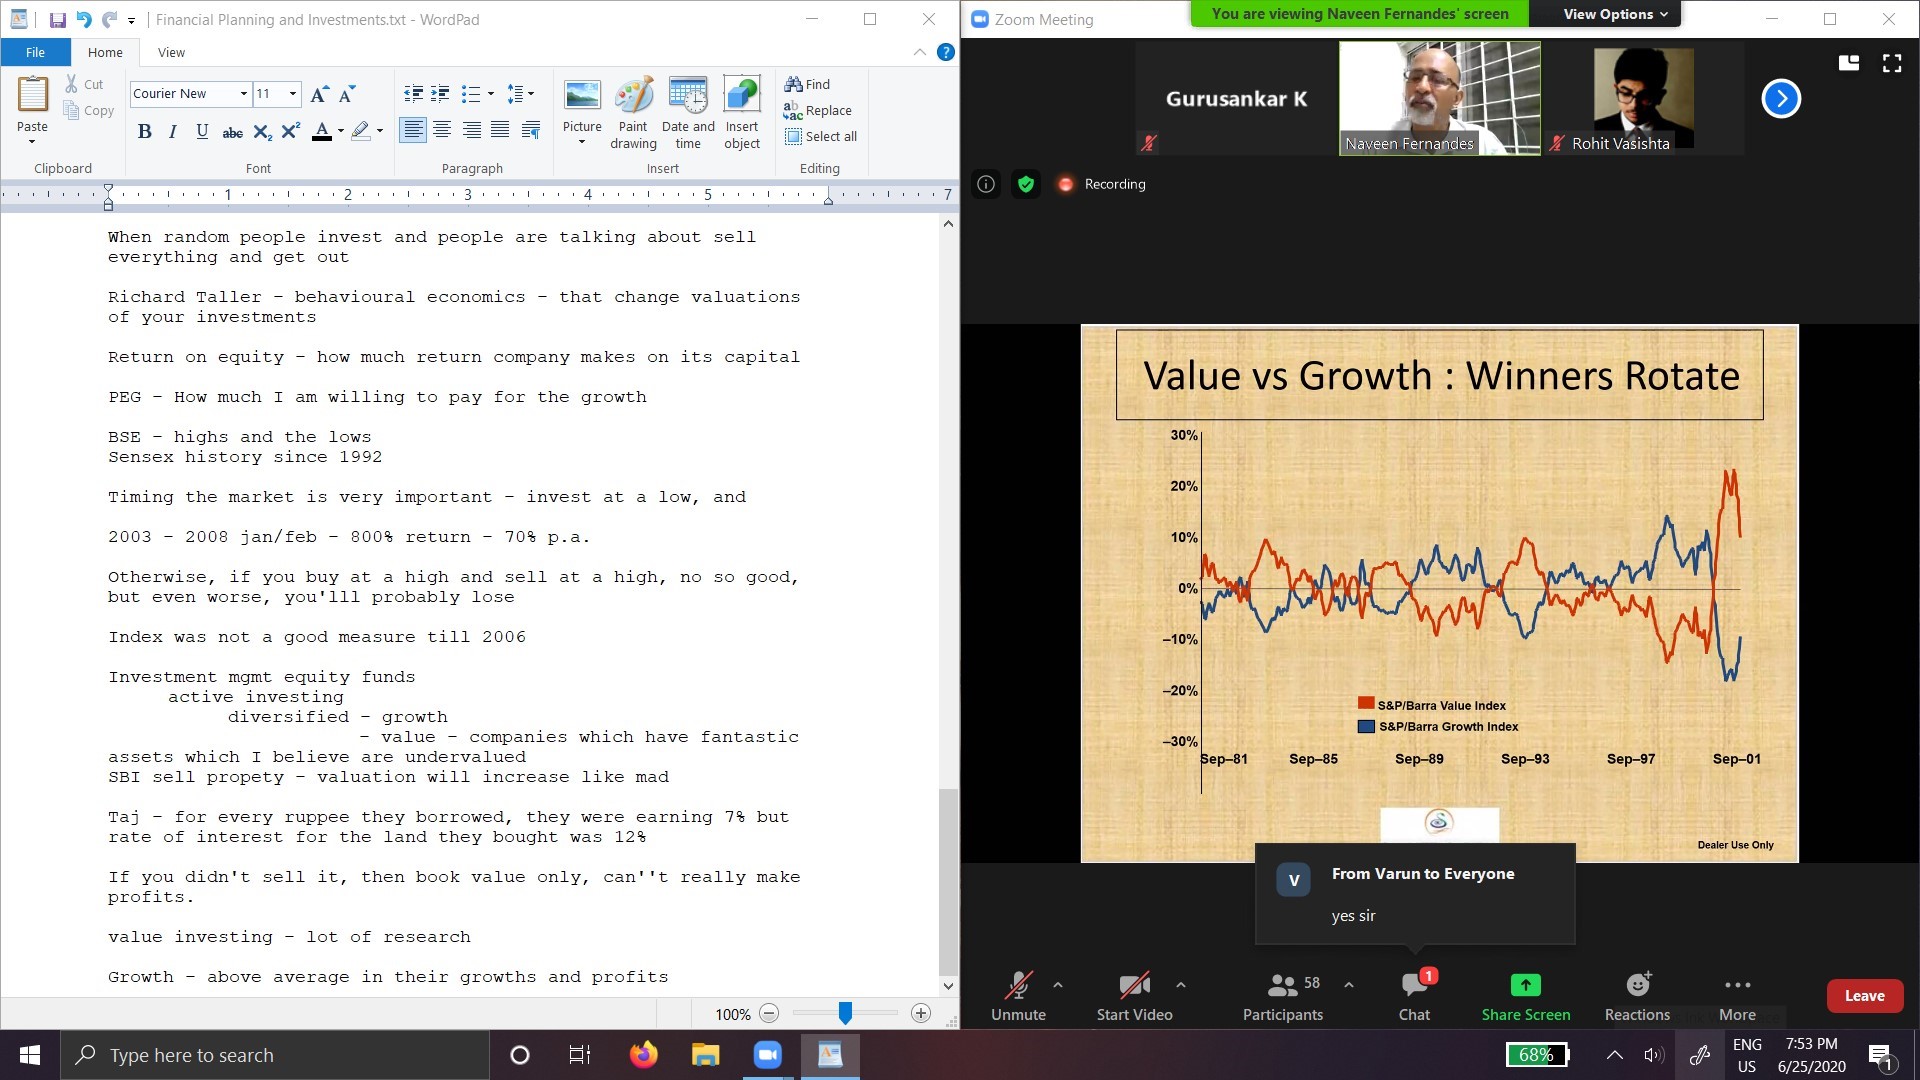 Financial Planning and Investments.txt - WordPad
File
Home
View
Paste
Cut
Copy
Clipboard
Courier New
11
Font
Paragraph
Picture
Paint drawing
Date and time
Insert object
Insert
Find
Replace
Select all
Editing
1 2 3 4 5 7
When random people invest and people are talking about sell
everything and get out
Richard Taller - behavioural economics - that change valuations
of your investments
Return on equity - how much return company makes on its capital
PEG - How much I am willing to pay for the growth
BSE - highs and the lows
Sensex history since 1992
Timing the market is very important - invest at a low, and
2003 - 2008 jan/feb - 800% return - 70% p.a.
Otherwise, if you buy at a high and sell at a high, no so good,
but even worse, you'lll probably lose
Index was not a good measure till 2006
Investment mgmt equity funds
active investing
diversified - growth
- value - companies which have fantastic
assets which I believe are undervalued
SBI sell propety - valuation will increase like mad
Taj - for every ruppee they borrowed, they were earning 7% but
rate of interest for the land they bought was 12%
If you didn't sell it, then book value only, can''t really make
profits.
value investing - lot of research
Growth - above average in their growths and profits
100%
Zoom Meeting
You are viewing Naveen Fernandes' screen
View Options
Gurusankar K
Naveen Fernandes
Rohit Vasishta
Recording
Value vs Growth : Winners Rotate
30%
20%
10%
0%
–10%
–20%
–30%
S&P/Barra Value Index
S&P/Barra Growth Index
Sep–81 Sep–85 Sep–89 Sep–93 Sep–97 Sep–01
Dealer Use Only
V
From Varun to Everyone
yes sir
Unmute
Start Video
58
Participants
1
Chat
Share Screen
Reactions
More
Leave
Type here to search
68%
ENG
US
7:53 PM
6/25/2020
1